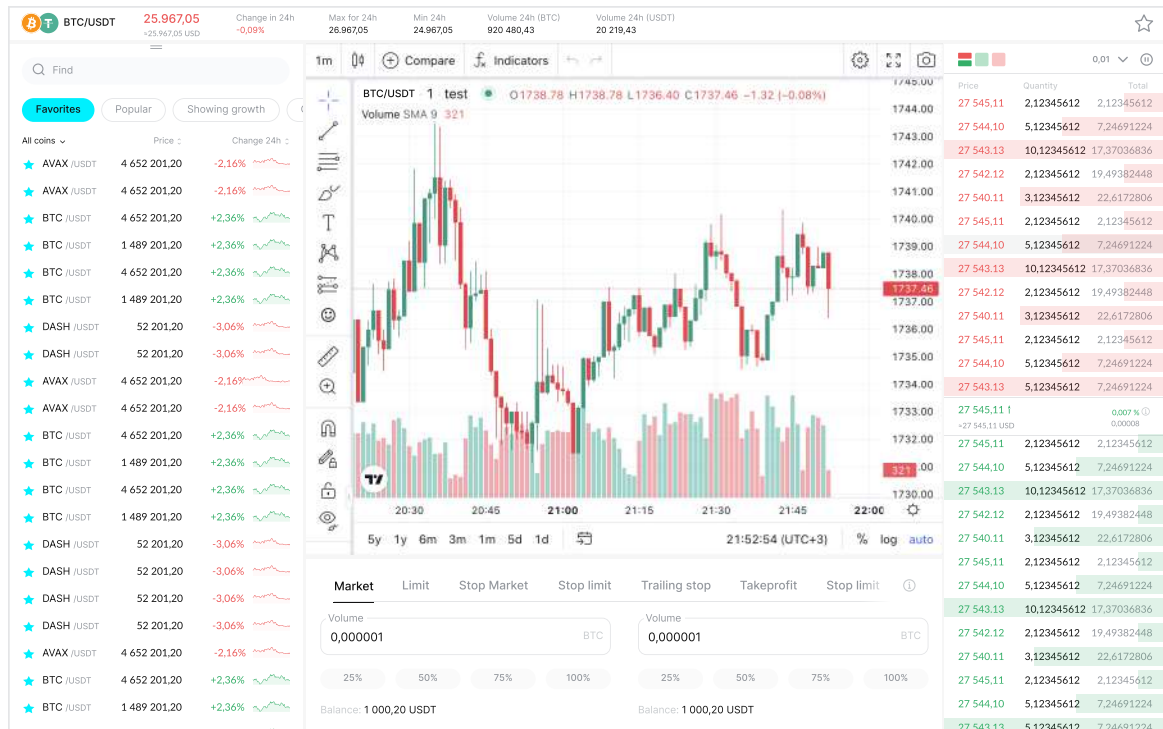 BTC/USDT
25.967,05
≈25.967,05 USD
Change in 24h
-0,09%
Max for 24h
26.967,05
Min 24h
24.967,05
Volume 24h (BTC)
920 480,43
Volume 24h (USDT)
20 219,43
Find
Favorites Popular Showing growth
All coins Price Change 24h
AVAX /USDT 4 652 201,20 -2,16%
AVAX /USDT 4 652 201,20 -2,16%
BTC /USDT 4 652 201,20 +2,36%
BTC /USDT 1 489 201,20 +2,36%
BTC /USDT 4 652 201,20 +2,36%
BTC /USDT 1 489 201,20 +2,36%
DASH /USDT 52 201,20 -3,06%
DASH /USDT 52 201,20 -3,06%
AVAX /USDT 4 652 201,20 -2,16%
AVAX /USDT 4 652 201,20 -2,16%
BTC /USDT 4 652 201,20 +2,36%
BTC /USDT 1 489 201,20 +2,36%
BTC /USDT 4 652 201,20 +2,36%
BTC /USDT 1 489 201,20 +2,36%
DASH /USDT 52 201,20 -3,06%
DASH /USDT 52 201,20 -3,06%
DASH /USDT 52 201,20 -3,06%
DASH /USDT 52 201,20 -3,06%
AVAX /USDT 4 652 201,20 -2,16%
BTC /USDT 4 652 201,20 +2,36%
BTC /USDT 1 489 201,20 +2,36%
1m Compare Indicators
BTC/USDT · 1 · test O1738.78 H1738.78 L1736.40 C1737.46 −1.32 (−0.08%)
Volume SMA 9 321
1745.00
1744.00
1743.00
1742.00
1741.00
1740.00
1739.00
1738.00
1737.46
1737.00
1736.00
1735.00
1734.00
1733.00
1732.00
321
.00
1730.00
20:30 20:45 21:00 21:15 21:30 21:45 22:00
5y 1y 6m 3m 1m 5d 1d 21:52:54 (UTC+3) % log auto
Market Limit Stop Market Stop limit Trailing stop Takeprofit Stop limit
Volume
0,000001 BTC
25% 50% 75% 100%
Balance: 1 000,20 USDT
Volume
0,000001 BTC
25% 50% 75% 100%
Balance: 1 000,20 USDT
0,01
Price Quantity Total
27 545,11 2,12345612 2,12345612
27 544,10 5,12345612 7,24691224
27 543.13 10,12345612 17,37036836
27 542.12 2,12345612 19,49382448
27 540.11 3,12345612 22,6172806
27 545,11 2,12345612 2,12345612
27 544,10 5,12345612 7,24691224
27 543.13 10,12345612 17,37036836
27 542.12 2,12345612 19,49382448
27 540.11 3,12345612 22,6172806
27 545,11 2,12345612 2,12345612
27 544,10 5,12345612 7,24691224
27 543.13 5,12345612 7,24691224
27 545,11 ↑ 0,007 %
≈27 545,11 USD 0,00008
27 545,11 2,12345612 2,12345612
27 544,10 5,12345612 7,24691224
27 543.13 10,12345612 17,37036836
27 542.12 2,12345612 19,49382448
27 540.11 3,12345612 22,6172806
27 545,11 2,12345612 2,12345612
27 544,10 5,12345612 7,24691224
27 543.13 10,12345612 17,37036836
27 542.12 2,12345612 19,49382448
27 540.11 3,12345612 22,6172806
27 545,11 2,12345612 2,12345612
27 544,10 5,12345612 7,24691224
27 543.13 5,12345612 7,24691224